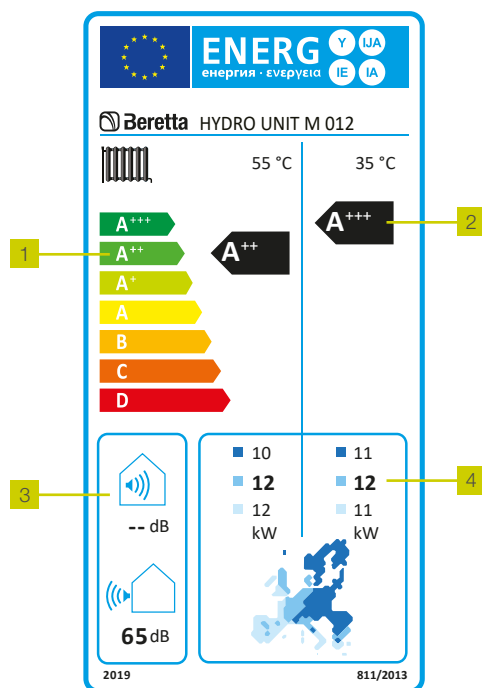 ENERG Y IJA
енергия · ενεργεια IE IA
Beretta HYDRO UNIT M 012
55 °C 35 °C
A+++
A+++ 2
1 A++
A++
A+
A
B
C
D
10 11
12 12 4
3
12 11
-- dB kW kW
65 dB
2019 811/2013